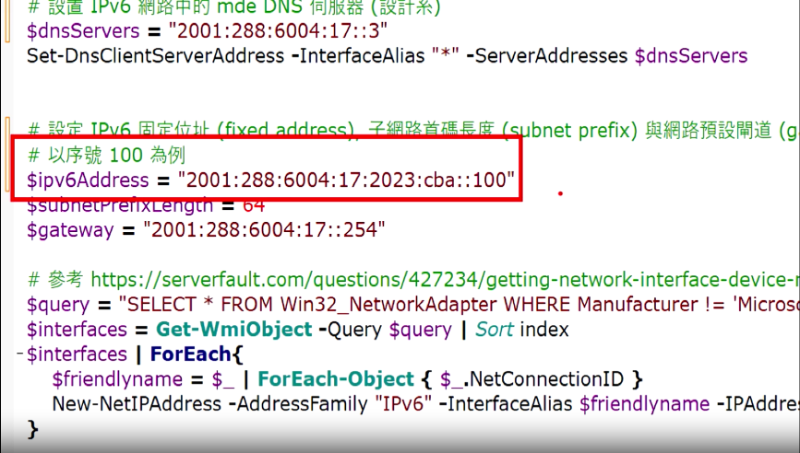 # 設置 IPv6 網路中的 mde DNS 伺服器 (設計系)
$dnsServers = "2001:288:6004:17::3"
Set-DnsClientServerAddress -InterfaceAlias "*" -ServerAddresses $dnsServers
# 設定 IPv6 固定位址 (fixed address), 子網路首碼長度 (subnet prefix) 與網路預設閘道 (ga
# 以序號 100 為例
$ipv6Address = "2001:288:6004:17:2023:cba::100"
$subnetPrefixLength = 64
$gateway = "2001:288:6004:17::254"
# 參考 https://serverfault.com/questions/427234/getting-network-interface-device-n
$query = "SELECT * FROM Win32_NetworkAdapter WHERE Manufacturer != 'Microso
$interfaces = Get-WmiObject -Query $query | Sort index
$interfaces | ForEach{
$friendlyname = $_ | ForEach-Object { $_.NetConnectionID }
New-NetIPAddress -AddressFamily "IPv6" -InterfaceAlias $friendlyname -IPAddres
}